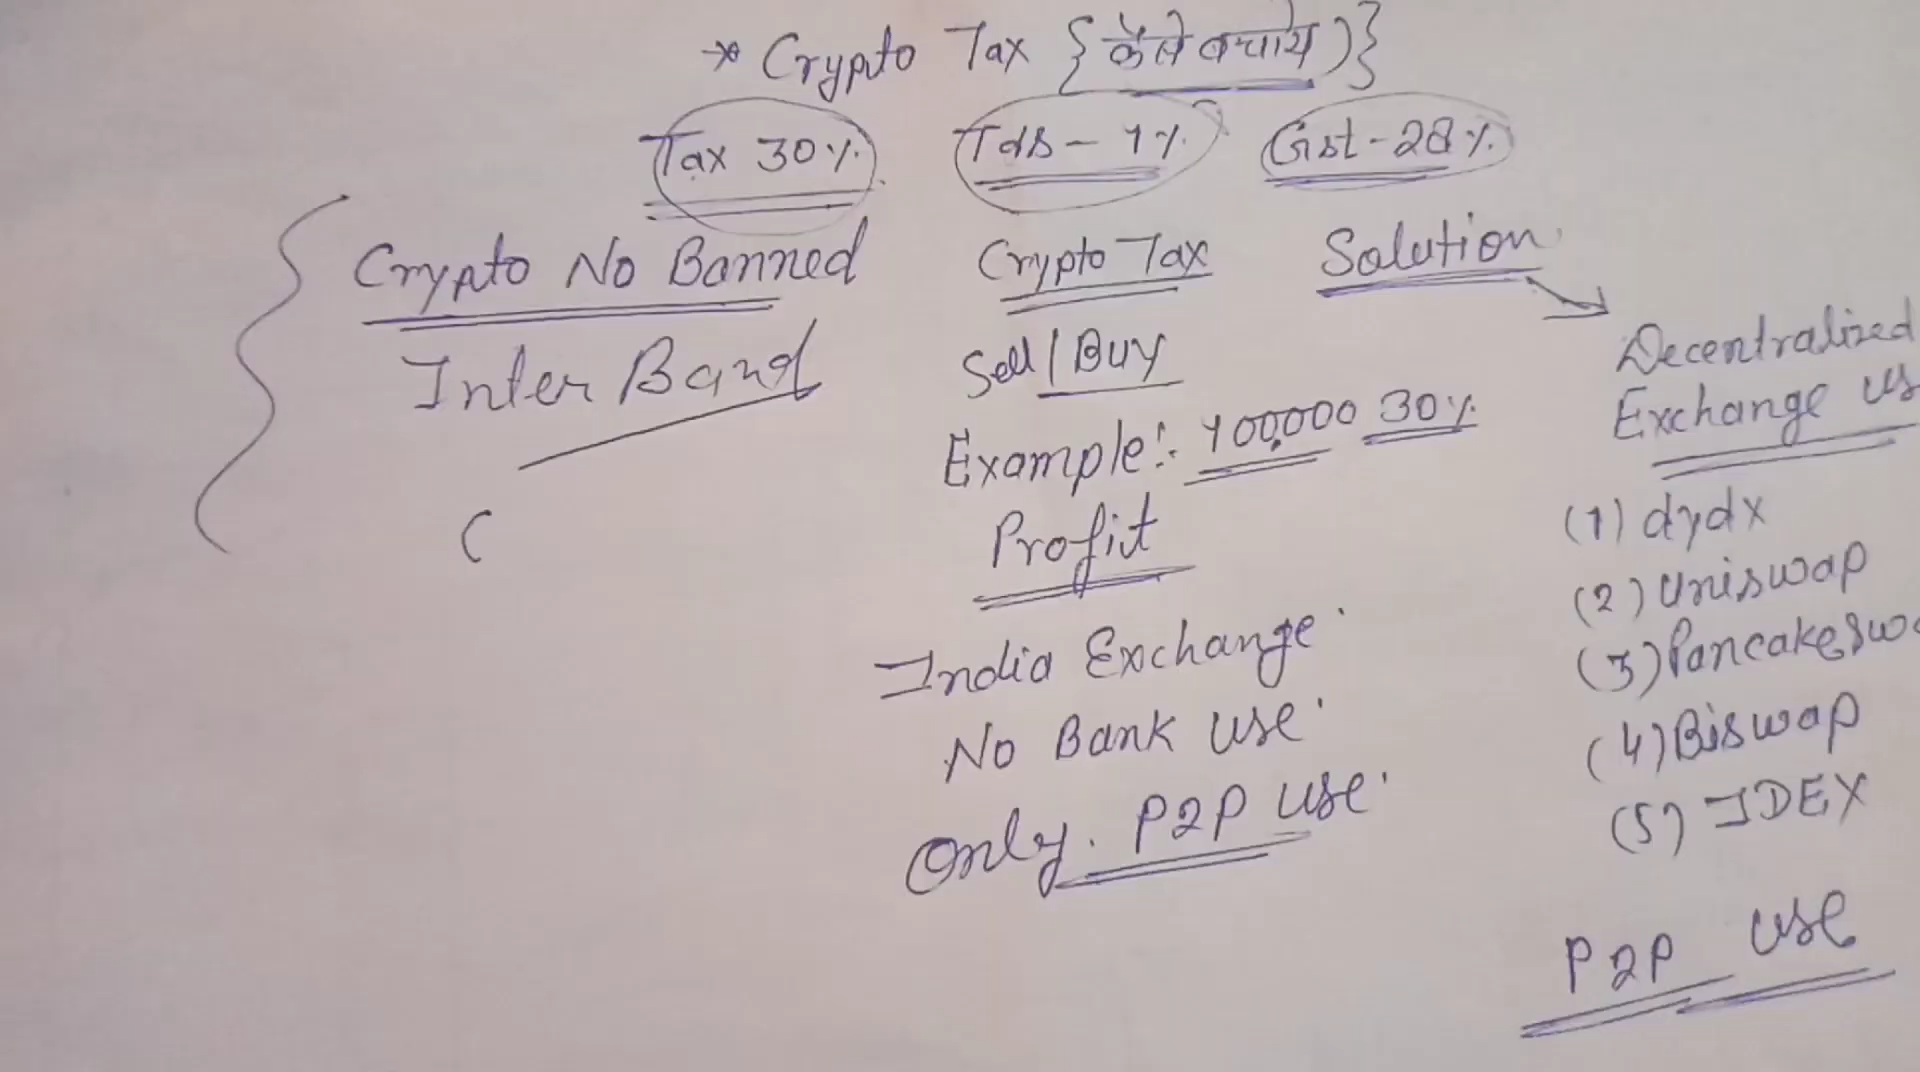 * Crypto Tax {कैसे बचाये)}
Tax 30% Tds - 1% Gst - 28%
Crypto No Banned
Inter Band
(
Crypto Tax
Sell / Buy
Example:- 100,000 30%
Profit
India Exchange.
No Bank use.
Only. P2P use.
Solution
Decentralized
Exchange us
(1) dydx
(2) Uniswap
(3) Pancakeswa
(4) Biswap
(5) IDEX
P2P use